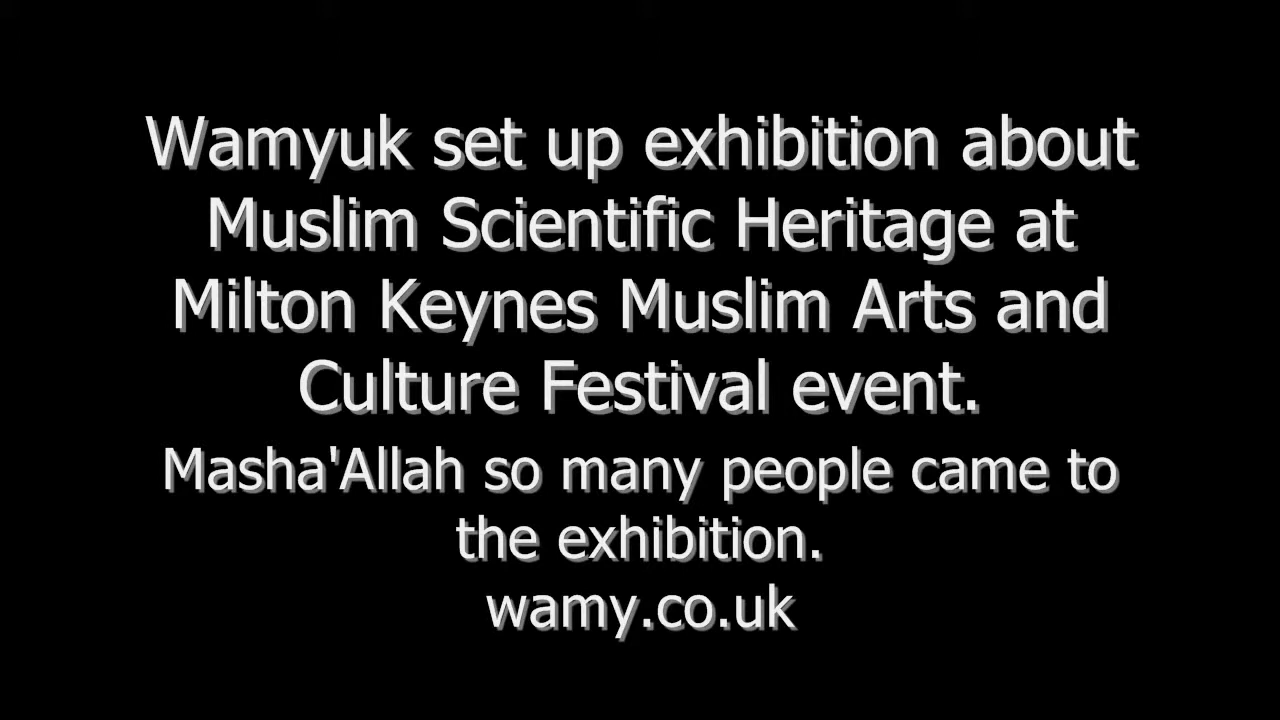 Wamyuk set up exhibition about
Muslim Scientific Heritage at
Milton Keynes Muslim Arts and
Culture Festival event.
Masha'Allah so many people came to
the exhibition.
wamy.co.uk